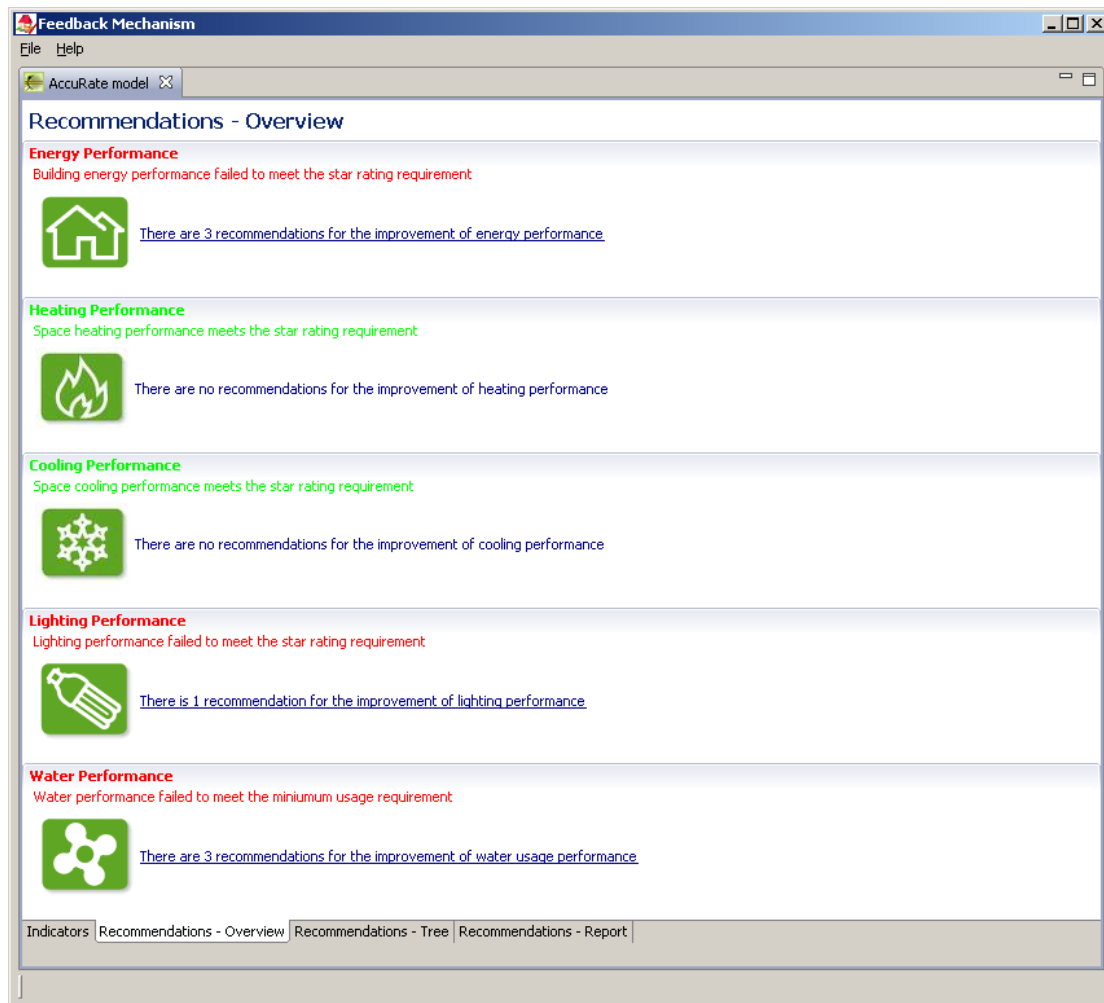 Feedback Mechanism
File Help
AccuRate model
Recommendations - Overview
Energy Performance
Building energy performance failed to meet the star rating requirement
There are 3 recommendations for the improvement of energy performance
Heating Performance
Space heating performance meets the star rating requirement
There are no recommendations for the improvement of heating performance
Cooling Performance
Space cooling performance meets the star rating requirement
There are no recommendations for the improvement of cooling performance
Lighting Performance
Lighting performance failed to meet the star rating requirement
There is 1 recommendation for the improvement of lighting performance
Water Performance
Water performance failed to meet the miniumum usage requirement
There are 3 recommendations for the improvement of water usage performance
Indicators Recommendations - Overview Recommendations - Tree Recommendations - Report